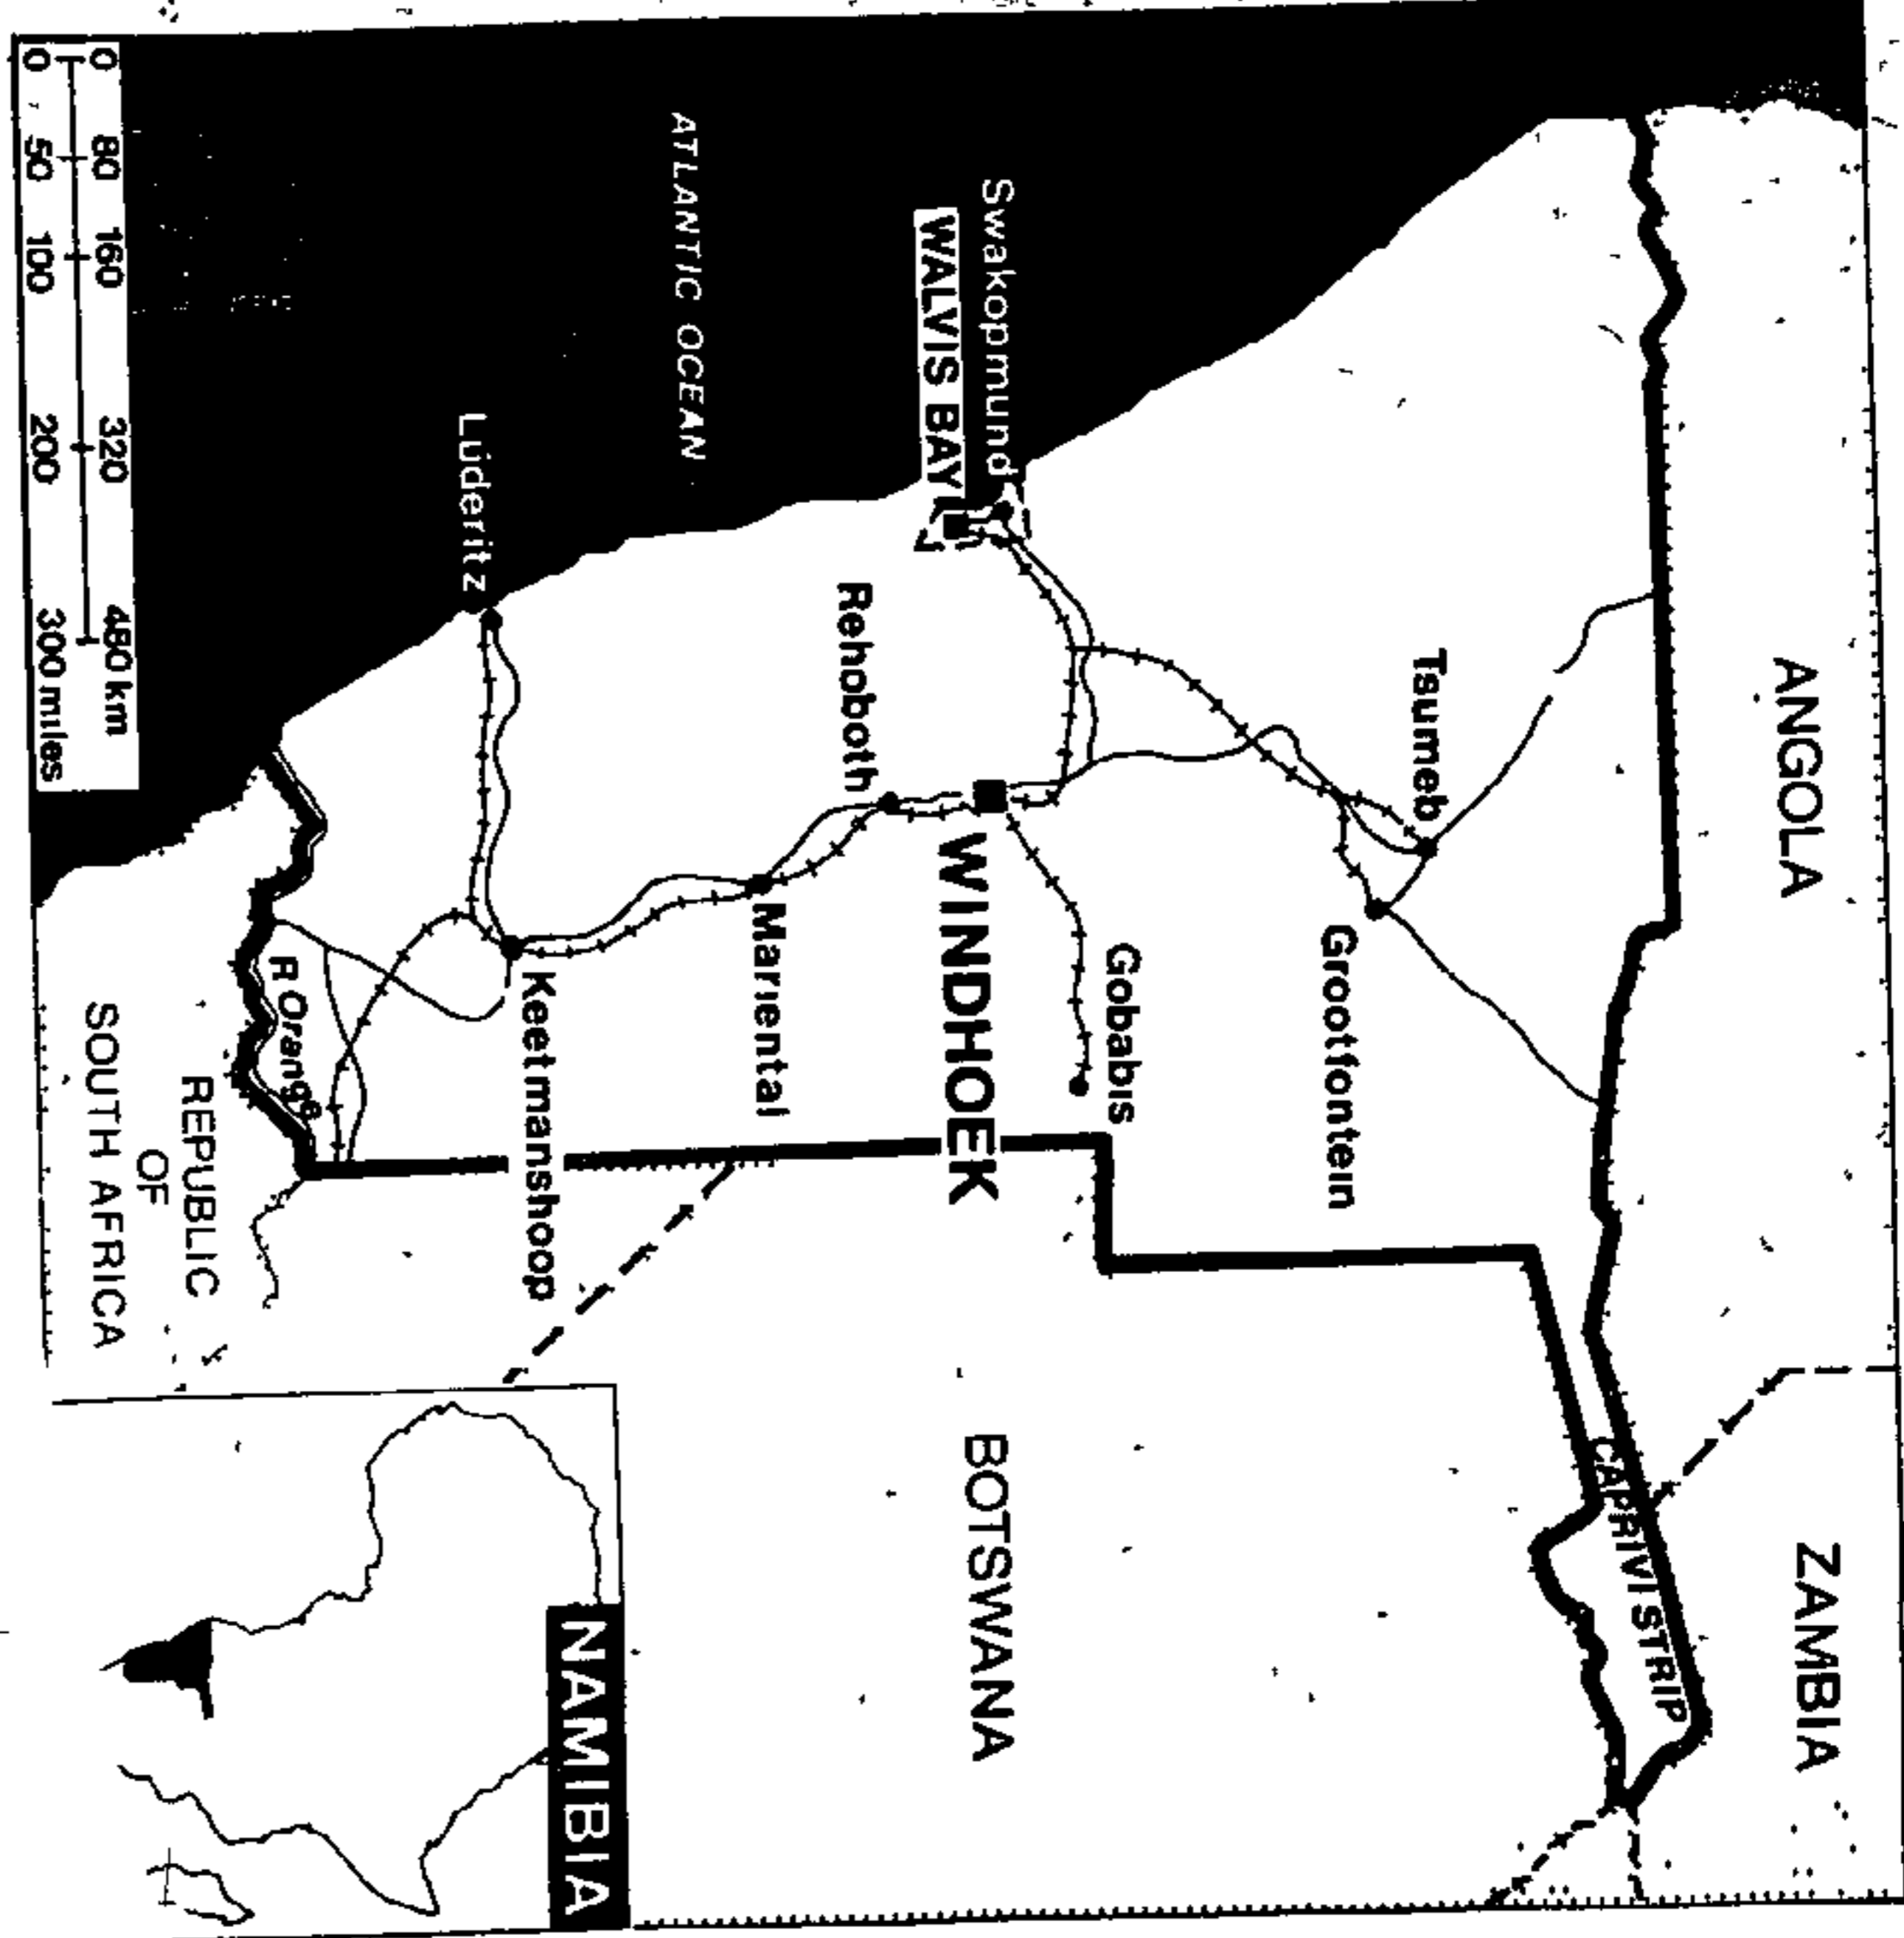 ANGOLA
ZAMBIA
CAPRIVI STRIP
Tsumeb
Grootfontein
Gobabis
Swakopmund
WALVIS BAY
WINDHOEK
BOTSWANA
Rehoboth
Mariental
ATLANTIC OCEAN
Lüderitz
Keetmanshoop
R Orange
REPUBLIC
OF
SOUTH AFRICA
NAMIBIA
0 80 160 320 480 km
0 50 100 200 300 miles